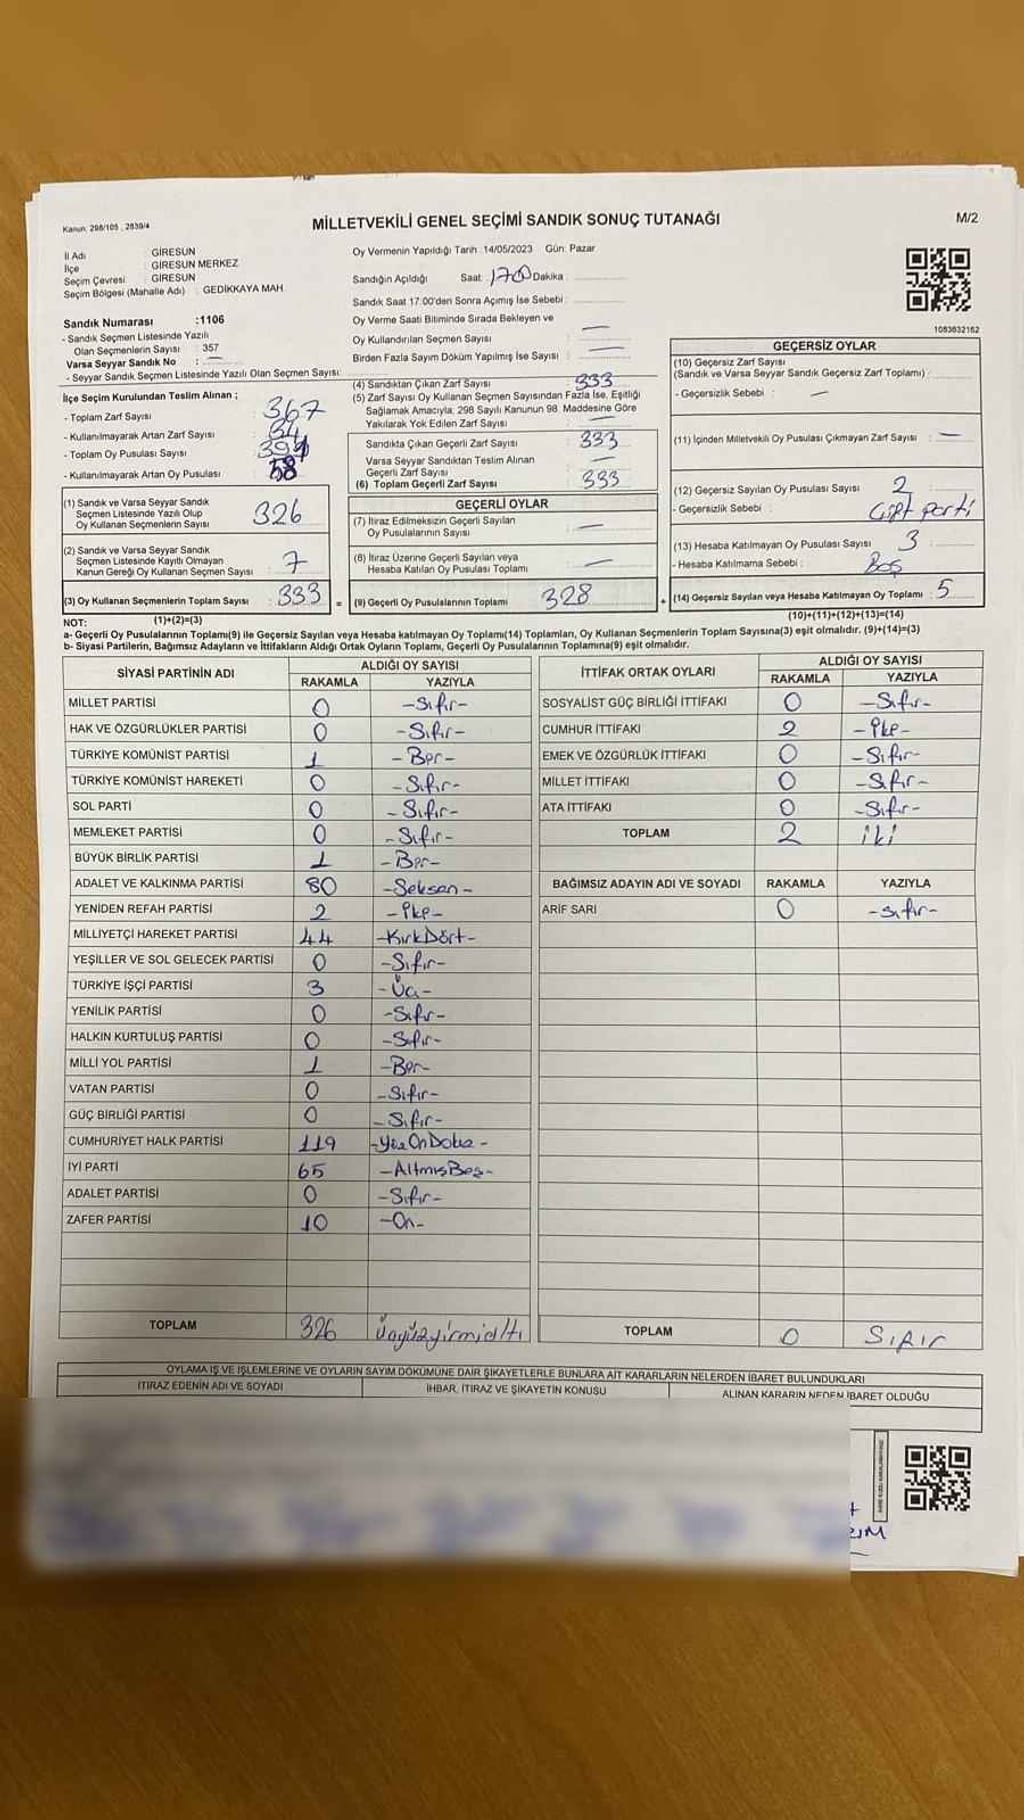 Kanun: 298/105 , 2839/4
MİLLETVEKİLİ GENEL SEÇİMİ SANDIK SONUÇ TUTANAĞI
M/2
İl Adı GİRESUN
İlçe GİRESUN MERKEZ
Seçim Çevresi GİRESUN
Seçim Bölgesi (Mahalle Adı) : GEDİKKAYA MAH
Sandık Numarası :1106
- Sandık Seçmen Listesinde Yazılı
Olan Seçmenlerin Sayısı : 357
Varsa Seyyar Sandık No : —
- Seyyar Sandık Seçmen Listesinde Yazılı Olan Seçmen Sayısı:
Oy Vermenin Yapıldığı Tarih :14/05/2023 Gün: Pazar
Sandığın Açıldığı Saat: 1700 Dakika :
Sandık Saat 17:00'den Sonra Açımış İse Sebebi :
Oy Verme Saati Bitiminde Sırada Bekleyen ve
Oy Kullandırılan Seçmen Sayısı : —
Birden Fazla Sayım Döküm Yapılmış İse Sayısı : —
1083632162
İlçe Seçim Kurulundan Teslim Alınan ;
- Toplam Zarf Sayısı 367
- Kullanılmayarak Artan Zarf Sayısı 34
- Toplam Oy Pusulası Sayısı
- Kullanılmayarak Artan Oy Pusulası 58
(1) Sandık ve Varsa Seyyar Sandık
Seçmen Listesinde Yazılı Olup
Oy Kullanan Seçmenlerin Sayısı 326
(2) Sandık ve Varsa Seyyar Sandık
Seçmen Listesinde Kayıtlı Olmayan
Kanun Gereği Oy Kullanan Seçmen Sayısı : 7
(3) Oy Kullanan Seçmenlerin Toplam Sayısı : 333 =
(1)+(2)=(3)
(4) Sandıktan Çıkan Zarf Sayısı 333
(5) Zarf Sayısı Oy Kullanan Seçmen Sayısından Fazla İse, Eşitliği
Sağlamak Amacıyla, 298 Sayılı Kanunun 98. Maddesine Göre
Yakılarak Yok Edilen Zarf Sayısı : —
Sandıkta Çıkan Geçerli Zarf Sayısı : 333
Varsa Seyyar Sandıktan Teslim Alınan
Geçerli Zarf Sayısı : —
(6) Toplam Geçerli Zarf Sayısı : 333
GEÇERLİ OYLAR
(7) İtiraz Edilmeksizin Geçerli Sayılan
Oy Pusulalarının Sayısı : —
(8) İtiraz Üzerine Geçerli Sayılan veya
Hesaba Katılan Oy Pusulası Toplamı : —
(9) Geçerli Oy Pusulalarının Toplamı 328 +
GEÇERSİZ OYLAR
(10) Geçersiz Zarf Sayısı
(Sandık ve Varsa Seyyar Sandık Geçersiz Zarf Toplamı) :
- Geçersizlik Sebebi : —
(11) İçinden Milletvekili Oy Pusulası Çıkmayan Zarf Sayısı : —
(12) Geçersiz Sayılan Oy Pusulası Sayısı : 2
- Geçersizlik Sebebi : Çift parti
(13) Hesaba Katılmayan Oy Pusulası Sayısı : 3
- Hesaba Katılmama Sebebi : Boş
(14) Geçersiz Sayılan veya Hesaba Katılmayan Oy Toplamı : 5
(10)+(11)+(12)+(13)=(14)
NOT:
a- Geçerli Oy Pusulalarının Toplamı(9) ile Geçersiz Sayılan veya Hesaba katılmayan Oy Toplamı(14) Toplamları, Oy Kullanan Seçmenlerin Toplam Sayısına(3) eşit olmalıdır. (9)+(14)=(3)
b- Siyasi Partilerin, Bağımsız Adayların ve İttifakların Aldığı Ortak Oyların Toplamı, Geçerli Oy Pusulalarının Toplamına(9) eşit olmalıdır.
SİYASİ PARTİNİN ADI ALDIĞI OY SAYISI
RAKAMLA YAZIYLA
MİLLET PARTİSİ 0 -Sıfır-
HAK VE ÖZGÜRLÜKLER PARTİSİ 0 -Sıfır-
TÜRKİYE KOMÜNİST PARTİSİ 1 -Bir-
TÜRKİYE KOMÜNİST HAREKETİ 0 -Sıfır-
SOL PARTİ 0 -Sıfır-
MEMLEKET PARTİSİ 0 -Sıfır-
BÜYÜK BİRLİK PARTİSİ 1 -Bir-
ADALET VE KALKINMA PARTİSİ 80 -Seksen-
YENİDEN REFAH PARTİSİ 2 -İki-
MİLLİYETÇİ HAREKET PARTİSİ 44 -KırkDört-
YEŞİLLER VE SOL GELECEK PARTİSİ 0 -Sıfır-
TÜRKİYE İŞÇİ PARTİSİ 3 -Üç-
YENİLİK PARTİSİ 0 -Sıfır-
HALKIN KURTULUŞ PARTİSİ 0 -Sıfır-
MİLLİ YOL PARTİSİ 1 -Bir-
VATAN PARTİSİ 0 -Sıfır-
GÜÇ BİRLİĞİ PARTİSİ 0 -Sıfır-
CUMHURİYET HALK PARTİSİ 119 -YüzOnDokuz-
İYİ PARTİ 65 -AltmışBeş-
ADALET PARTİSİ 0 -Sıfır-
ZAFER PARTİSİ 10 -On-
TOPLAM 326 üçyüzyirmialtı
İTTİFAK ORTAK OYLARI ALDIĞI OY SAYISI
RAKAMLA YAZIYLA
SOSYALİST GÜÇ BİRLİĞİ İTTİFAKI 0 -Sıfır-
CUMHUR İTTİFAKI 2 -İki-
EMEK VE ÖZGÜRLÜK İTTİFAKI 0 -Sıfır-
MİLLET İTTİFAKI 0 -Sıfır-
ATA İTTİFAKI 0 -Sıfır-
TOPLAM 2 iki
BAĞIMSIZ ADAYIN ADI VE SOYADI RAKAMLA YAZIYLA
ARİF SARI 0 -Sıfır-
TOPLAM 0 Sıfır
OYLAMA İŞ VE İŞLEMLERİNE VE OYLARIN SAYIM DÖKÜMÜNE DAİR ŞİKAYETLERLE BUNLARA AİT KARARLARIN NELERDEN İBARET BULUNDUKLARI
İTİRAZ EDENİN ADI VE SOYADI İHBAR, İTİRAZ VE ŞİKAYETİN KONUSU ALINAN KARARIN NEDEN İBARET OLDUĞU